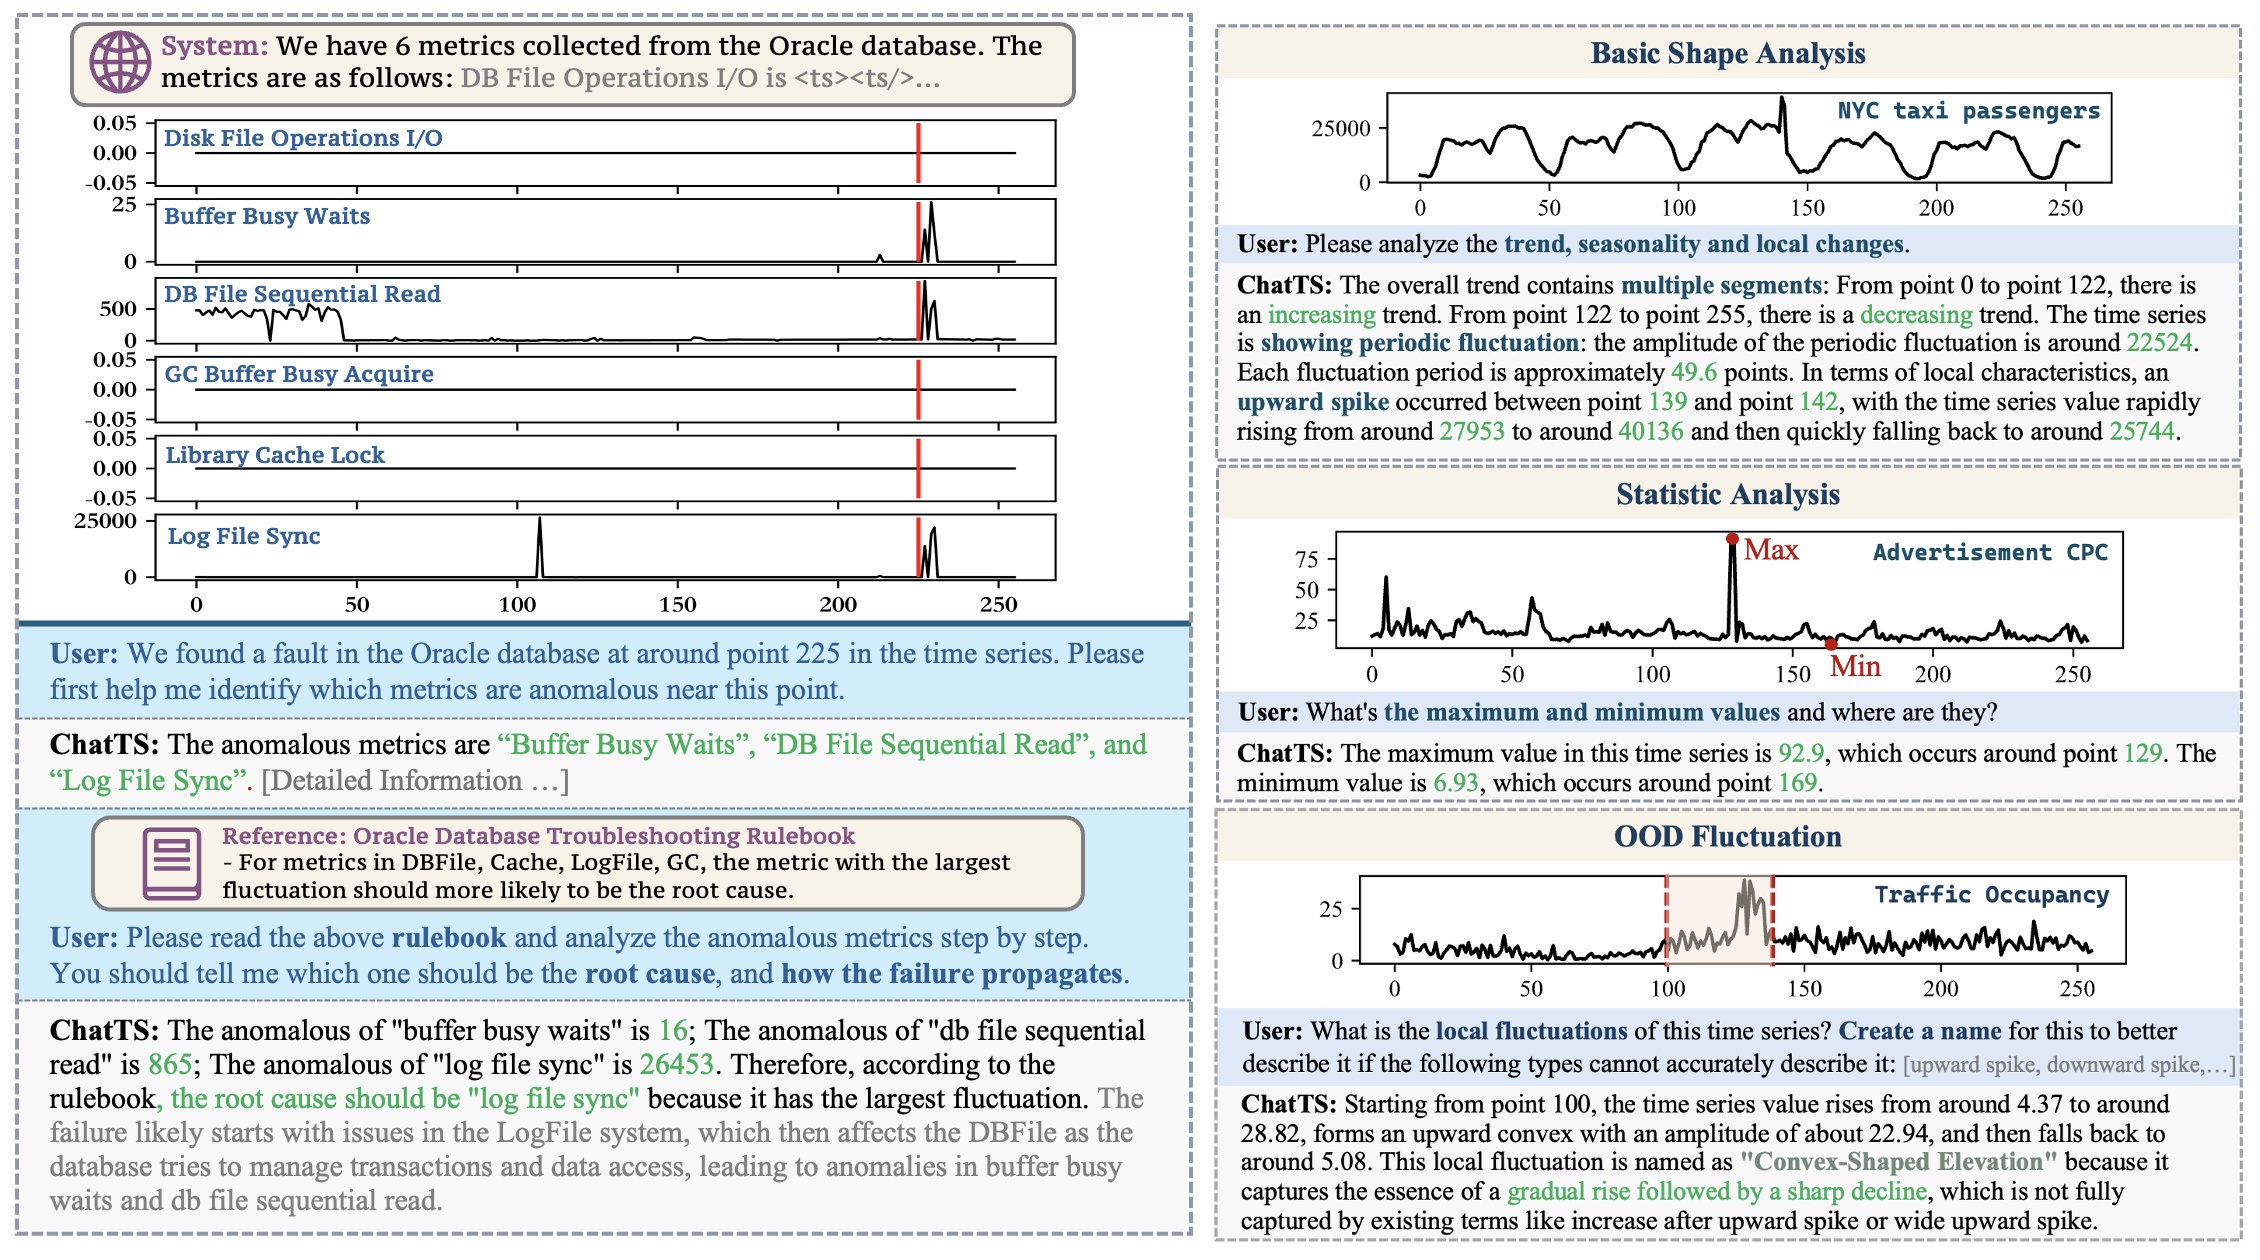 System: We have 6 metrics collected from the Oracle database. The
metrics are as follows: DB File Operations I/O is <ts><ts/>...
0.05
0.00
-0.05
Disk File Operations I/O
25
0
Buffer Busy Waits
500
0
DB File Sequential Read
0.05
0.00
-0.05
GC Buffer Busy Acquire
0.05
0.00
-0.05
Library Cache Lock
25000
0
Log File Sync
0 50 100 150 200 250
User: We found a fault in the Oracle database at around point 225 in the time series. Please
first help me identify which metrics are anomalous near this point.
ChatTS: The anomalous metrics are “Buffer Busy Waits”, “DB File Sequential Read”, and
“Log File Sync”. [Detailed Information …]
Reference: Oracle Database Troubleshooting Rulebook
- For metrics in DBFile, Cache, LogFile, GC, the metric with the largest
fluctuation should more likely to be the root cause.
User: Please read the above rulebook and analyze the anomalous metrics step by step.
You should tell me which one should be the root cause, and how the failure propagates.
ChatTS: The anomalous of "buffer busy waits" is 16; The anomalous of "db file sequential
read" is 865; The anomalous of "log file sync" is 26453. Therefore, according to the
rulebook, the root cause should be "log file sync" because it has the largest fluctuation. The
failure likely starts with issues in the LogFile system, which then affects the DBFile as the
database tries to manage transactions and data access, leading to anomalies in buffer busy
waits and db file sequential read.
Basic Shape Analysis
25000
0
NYC taxi passengers
0 50 100 150 200 250
User: Please analyze the trend, seasonality and local changes.
ChatTS: The overall trend contains multiple segments: From point 0 to point 122, there is
an increasing trend. From point 122 to point 255, there is a decreasing trend. The time series
is showing periodic fluctuation: the amplitude of the periodic fluctuation is around 22524.
Each fluctuation period is approximately 49.6 points. In terms of local characteristics, an
upward spike occurred between point 139 and point 142, with the time series value rapidly
rising from around 27953 to around 40136 and then quickly falling back to around 25744.
Statistic Analysis
75
50
25
Max
Advertisement CPC
Min
0 50 100 150 200 250
User: What's the maximum and minimum values and where are they?
ChatTS: The maximum value in this time series is 92.9, which occurs around point 129. The
minimum value is 6.93, which occurs around point 169.
OOD Fluctuation
25
0
Traffic Occupancy
0 50 100 150 200 250
User: What is the local fluctuations of this time series? Create a name for this to better
describe it if the following types cannot accurately describe it: [upward spike, downward spike,…]
ChatTS: Starting from point 100, the time series value rises from around 4.37 to around
28.82, forms an upward convex with an amplitude of about 22.94, and then falls back to
around 5.08. This local fluctuation is named as "Convex-Shaped Elevation" because it
captures the essence of a gradual rise followed by a sharp decline, which is not fully
captured by existing terms like increase after upward spike or wide upward spike.